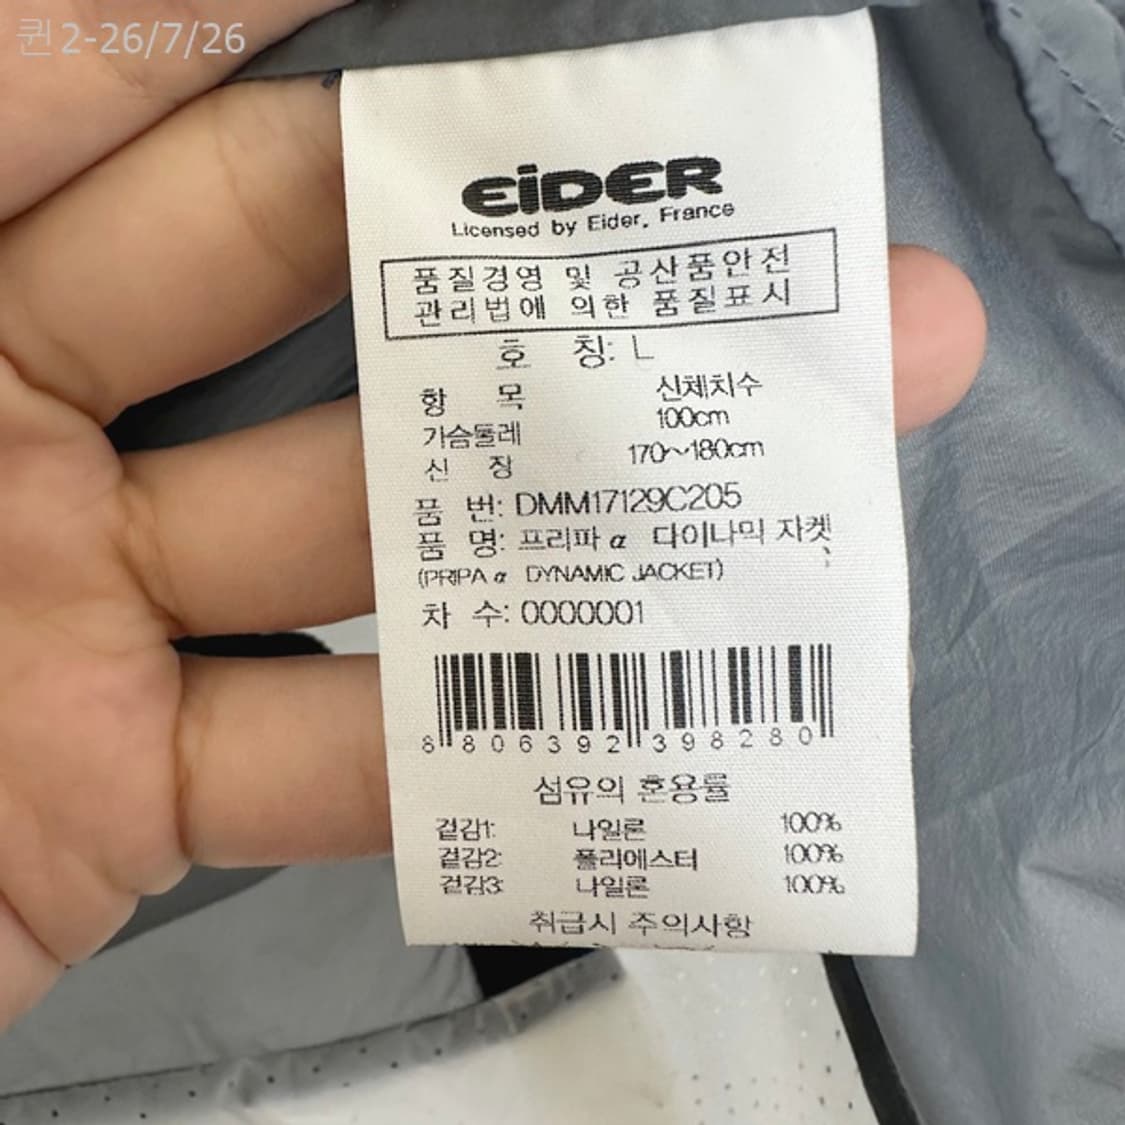 퀸2-26/7/26
EiDER
Licensed by Eider, France
품질경영 및 공산품안전
관리법에 의한 품질표시
호 칭: L
항 목 신체치수
가슴둘레 100cm
신 장 170~180cm
품 번: DMM17129C205
품 명: 프리파 α 다이나믹 자켓
(PRIPA α DYNAMIC JACKET)
차 수: 0000001
8 806392 398280
섬유의 혼용률
겉감1: 나일론 100%
겉감2: 폴리에스터 100%
겉감3: 나일론 100%
취급시 주의사항